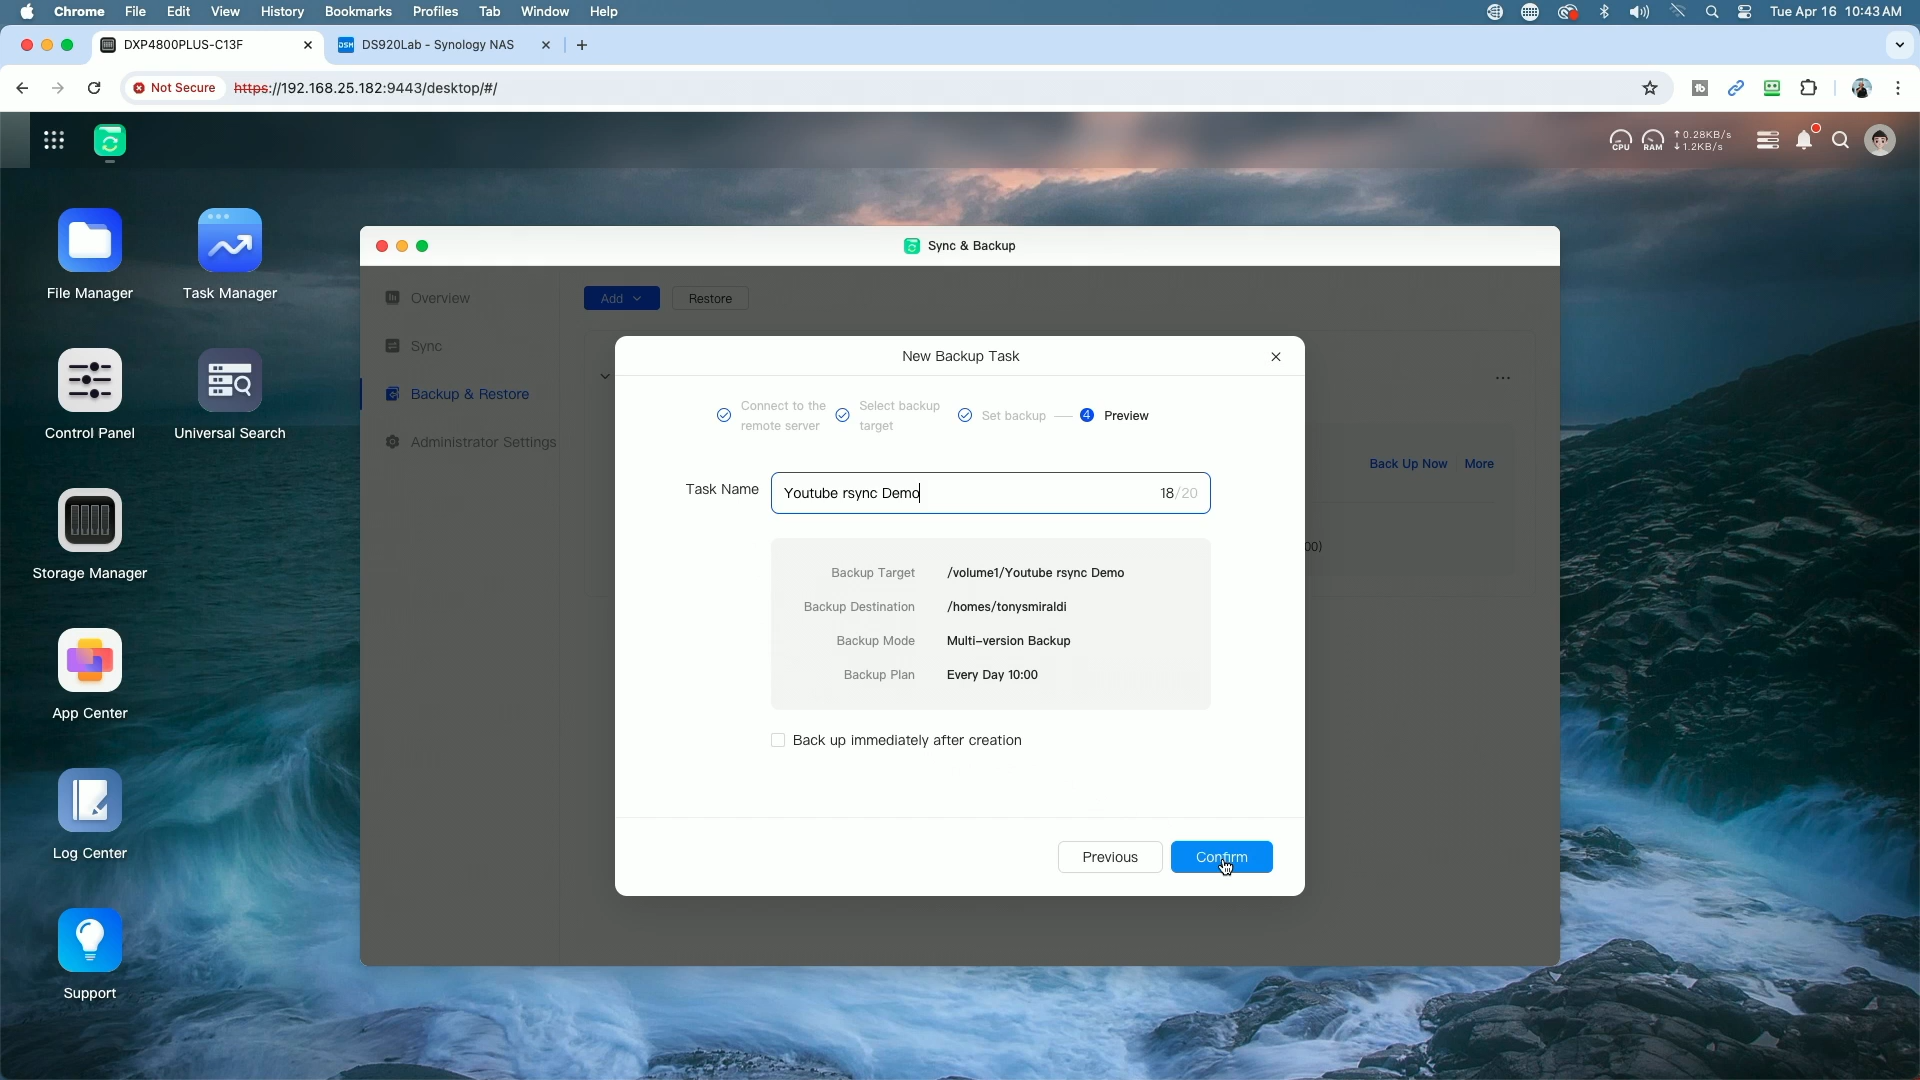 Chrome File Edit View History Bookmarks Profiles Tab Window Help Tue Apr 16 10:43 AM
DXP4800PLUS-C13F DSM DS920Lab - Synology NAS
Not Secure https://192.168.25.182:9443/desktop/#/
CPU RAM 0.28KB/s
1.2KB/s
File Manager Task Manager
Control Panel Universal Search
Storage Manager
App Center
Log Center
Support
Sync & Backup
Overview
Sync
Backup & Restore
Administrator Settings
Add Restore
Back Up Now More
00)
New Backup Task
Connect to the
remote server
Select backup
target
Set backup
4 Preview
Task Name Youtube rsync Demo 18/20
Backup Target /volume1/Youtube rsync Demo
Backup Destination /homes/tonysmiraldi
Backup Mode Multi-version Backup
Backup Plan Every Day 10:00
Back up immediately after creation
Previous Confirm